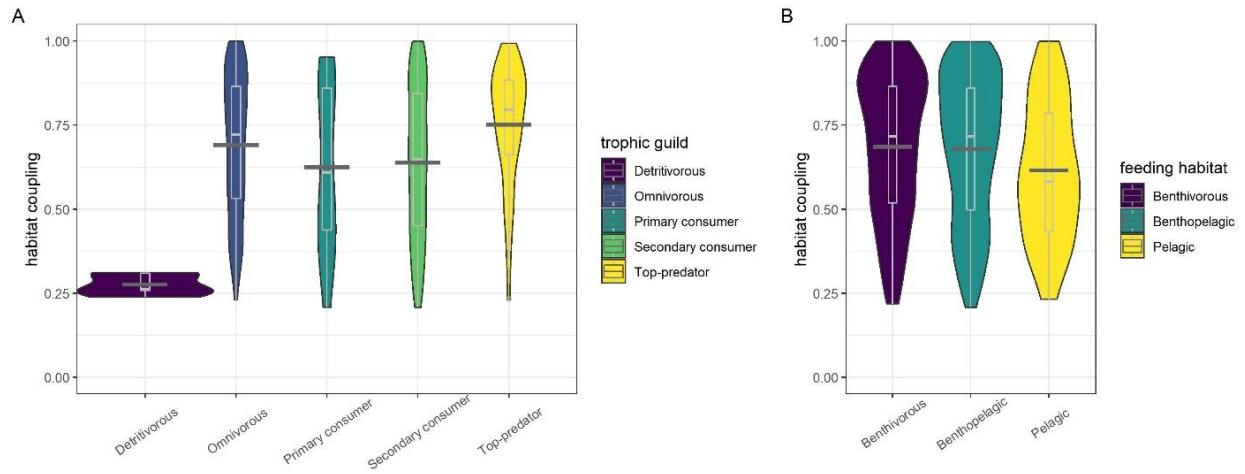 A
habitat coupling
1.00
0.75
0.50
0.25
0.00
Detritivorous
Omnivorous
Primary consumer
Secondary consumer
Top-predator
trophic guild
Detritivorous
Omnivorous
Primary consumer
Secondary consumer
Top-predator
B
habitat coupling
1.00
0.75
0.50
0.25
0.00
Benthivorous
Benthopelagic
Pelagic
feeding habitat
Benthivorous
Benthopelagic
Pelagic